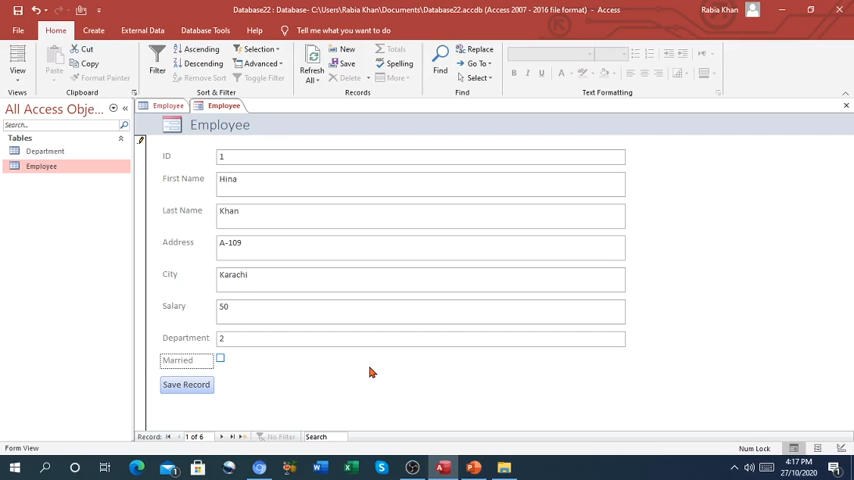 Database22 : Database- C:\Users\Rabia Khan\Documents\Database22.accdb (Access 2007 - 2016 file format) - Access
Rabia Khan
File Home Create External Data Database Tools Help Tell me what you want to do
View
Paste
Cut
Copy
Format Painter
Clipboard
Filter
Ascending
Descending
Remove Sort
Selection
Advanced
Toggle Filter
Sort & Filter
Refresh
All
New
Save
Delete
Totals
Spelling
More
Records
Find
Replace
Go To
Select
Find
B I U
A
Text Formatting
Views
All Access Obje...
Search...
Tables
Department
Employee
Employee
Employee
Employee
ID 1
First Name Hina
Last Name Khan
Address A-109
City Karachi
Salary 50
Department 2
Married
Save Record
Record: 1 of 6 No Filter Search
Form View
Num Lock
4:17 PM
27/10/2020